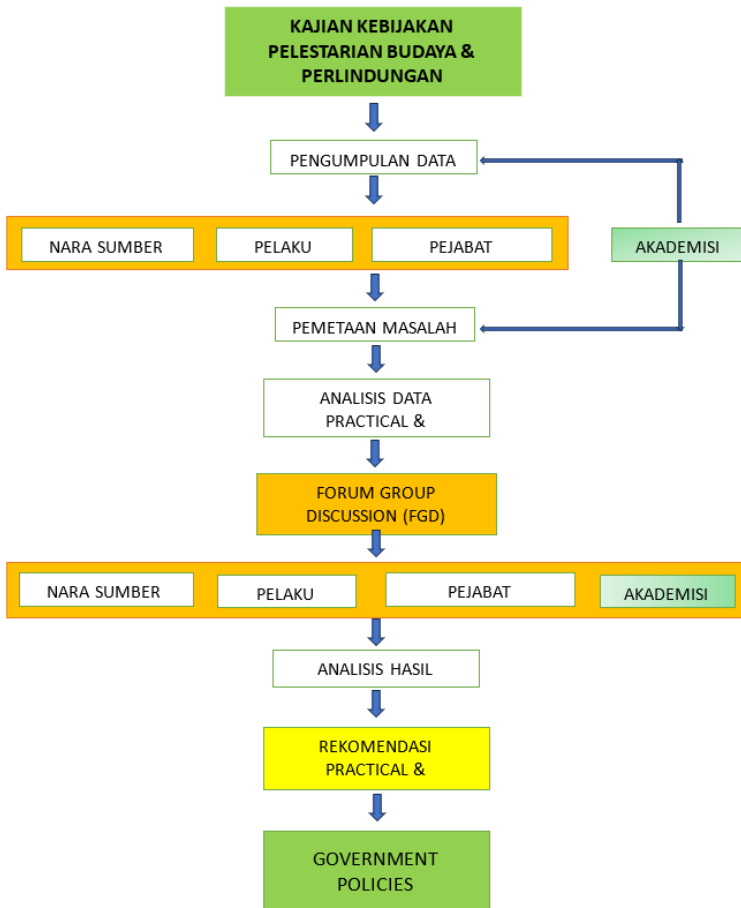 KAJIAN KEBIJAKAN
PELESTARIAN BUDAYA &
PERLINDUNGAN
PENGUMPULAN DATA
NARA SUMBER
PELAKU
PEJABAT
AKADEMISI
PEMETAAN MASALAH
ANALISIS DATA
PRACTICAL &
FORUM GROUP
DISCUSSION (FGD)
NARA SUMBER
PELAKU
PEJABAT
AKADEMISI
ANALISIS HASIL
REKOMENDASI
PRACTICAL &
GOVERNMENT
POLICIES